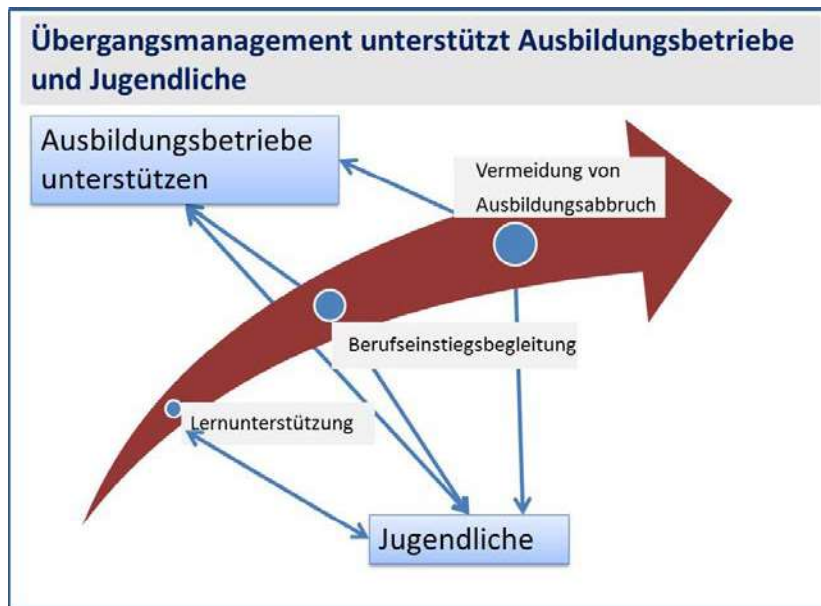 Übergangsmanagement unterstützt Ausbildungsbetriebe
und Jugendliche
Ausbildungsbetriebe
unterstützen
Vermeidung von
Ausbildungsabbruch
Berufseinstiegsbegleitung
Lernunterstützung
Jugendliche